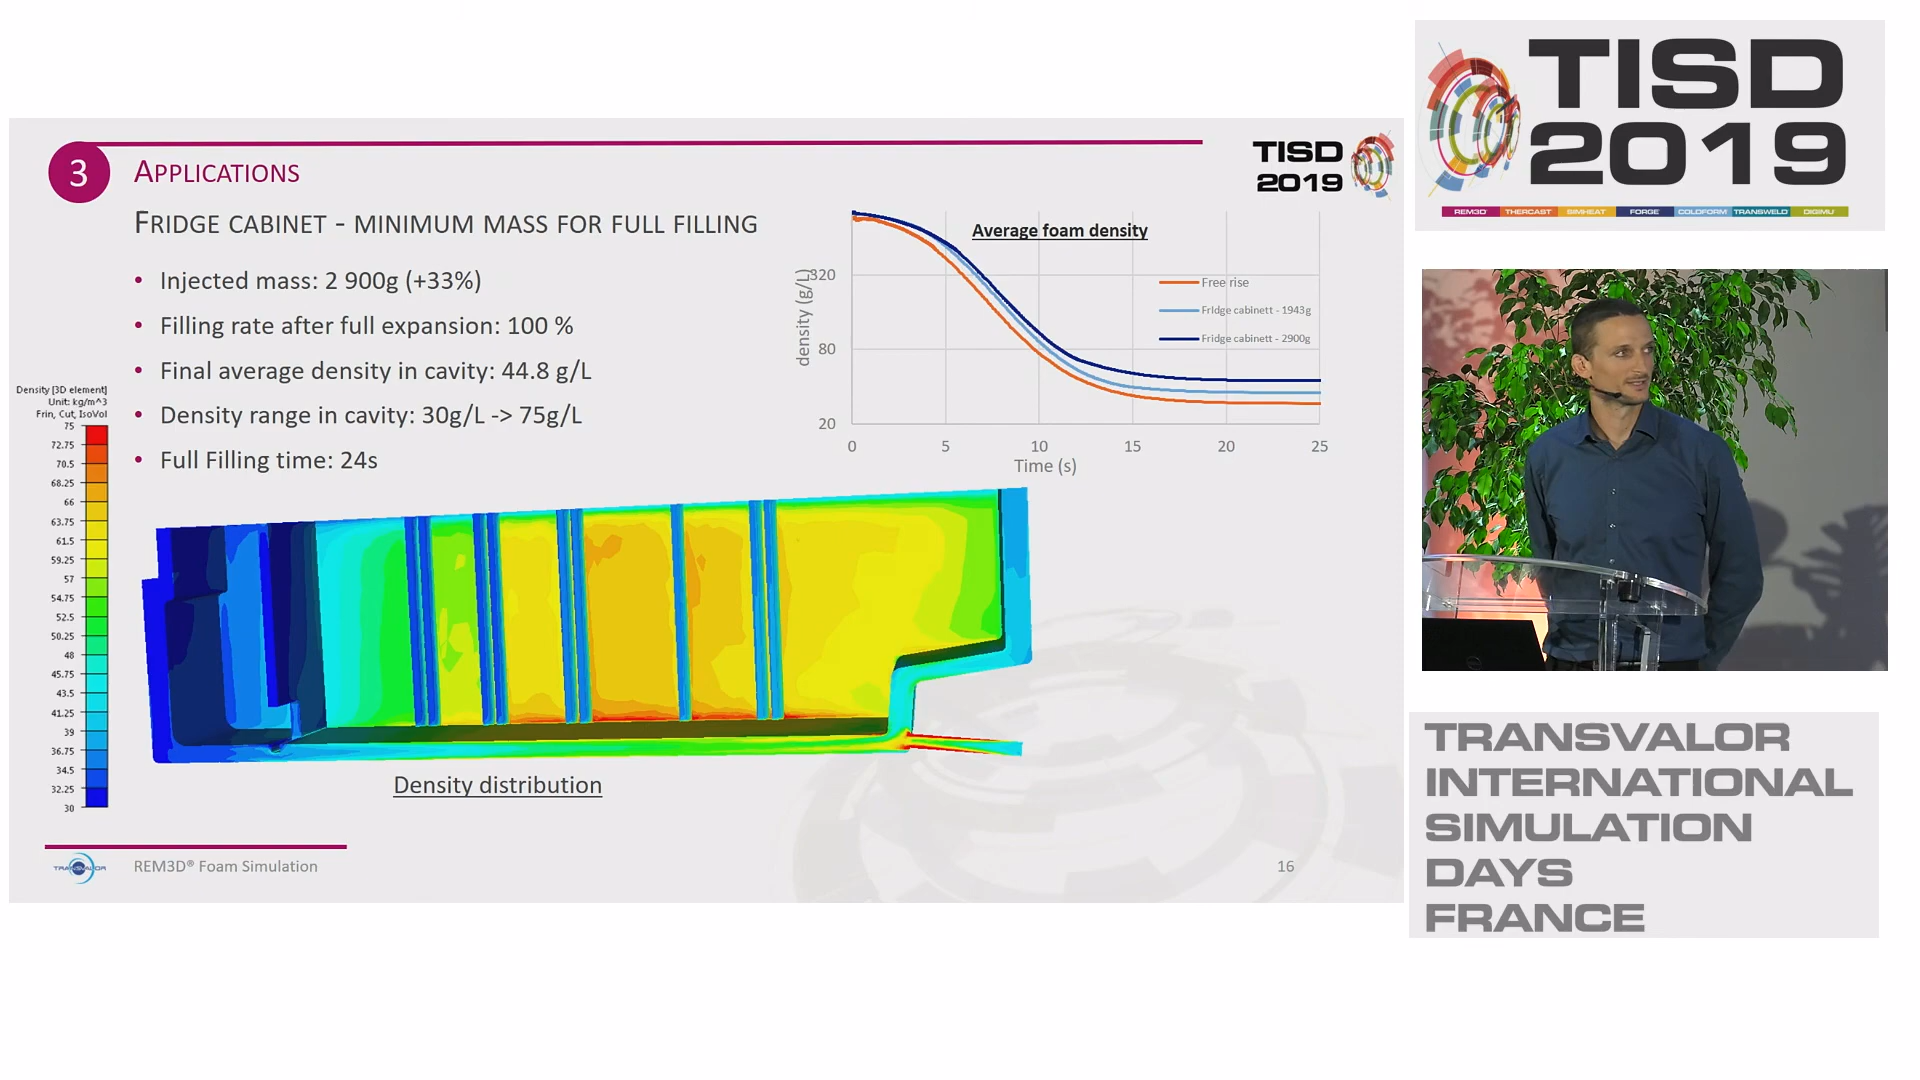 3 APPLICATIONS
TISD
2019
FRIDGE CABINET - MINIMUM MASS FOR FULL FILLING
• Injected mass: 2 900g (+33%)
• Filling rate after full expansion: 100 %
• Final average density in cavity: 44.8 g/L
• Density range in cavity: 30g/L -> 75g/L
• Full Filling time: 24s
Average foam density
density (g/L)
320
80
20
0 5 10 15 20 25
Time (s)
Free rise
Fridge cabinett - 1943g
Fridge cabinett - 2900g
Density [3D element]
Unit: kg/m^3
Frin, Cut, IsoVol
75
72.75
70.5
68.25
66
63.75
61.5
59.25
57
54.75
52.5
50.25
48
45.75
43.5
41.25
39
36.75
34.5
32.25
30
Density distribution
TRANSVALOR
REM3D® Foam Simulation
16
TISD
2019
REM3D® THERCAST SIMHEAT FORGE® COLDFORM TRANSWELD DIGIMU
TRANSVALOR
INTERNATIONAL
SIMULATION
DAYS
FRANCE